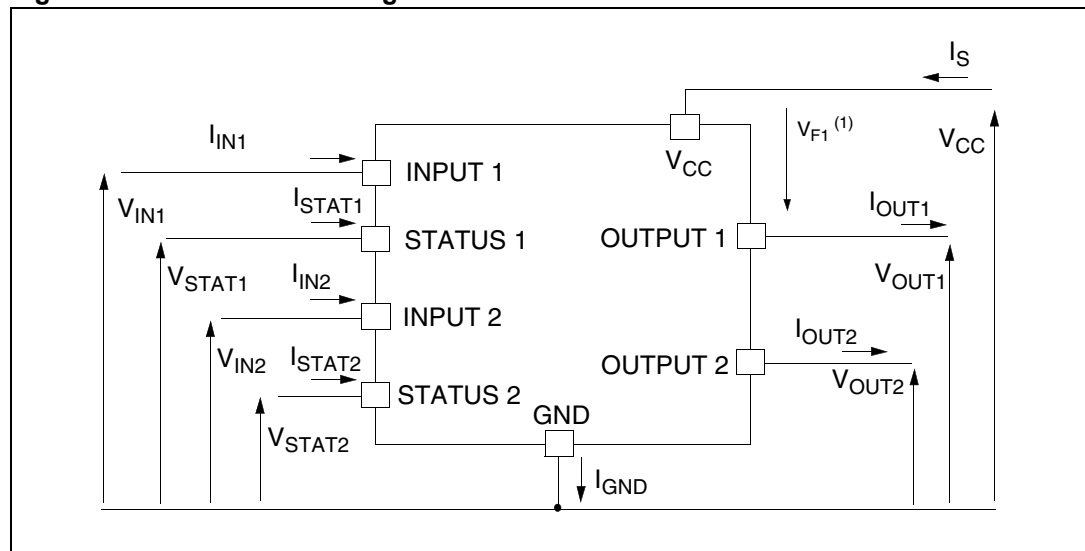 I_S
V_F1 (1)
V_CC
V_CC
I_IN1
INPUT 1
V_IN1
I_STAT1
STATUS 1
OUTPUT 1
I_OUT1
V_STAT1
I_IN2
V_OUT1
INPUT 2
I_OUT2
V_IN2
I_STAT2
OUTPUT 2
V_OUT2
STATUS 2
GND
V_STAT2
I_GND